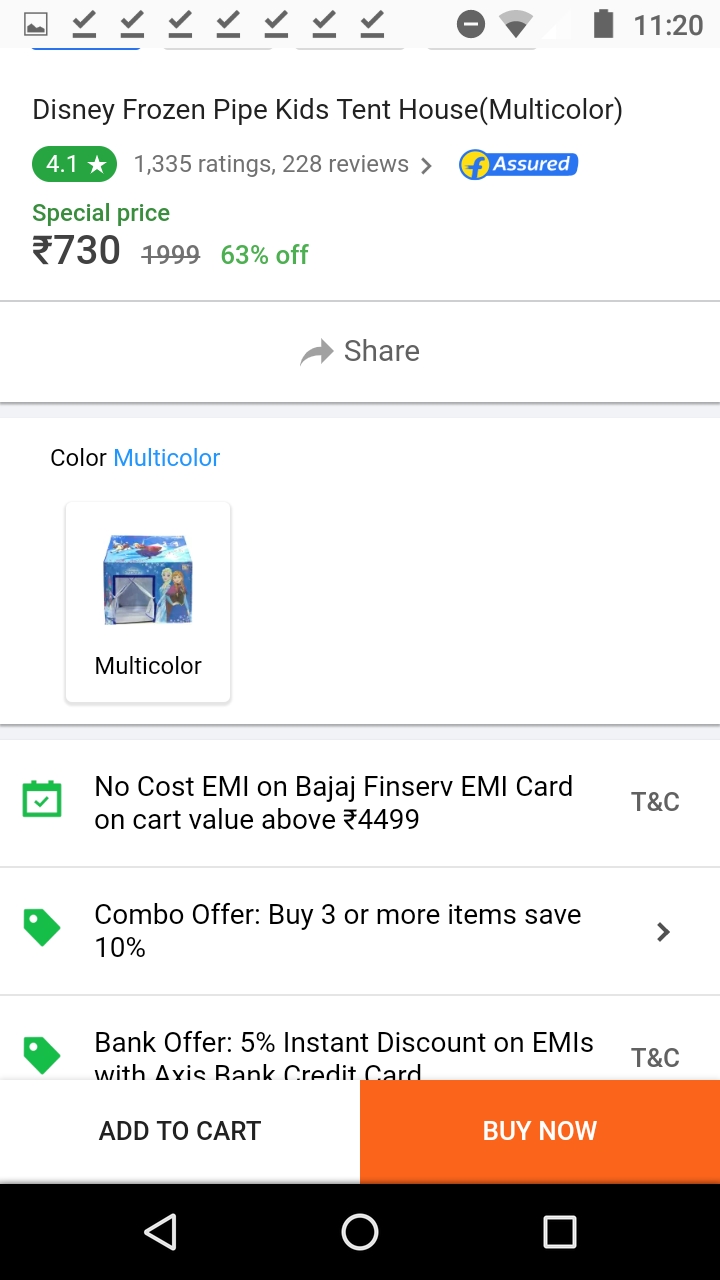 11:20
Disney Frozen Pipe Kids Tent House(Multicolor)
4.1 ★ 1,335 ratings, 228 reviews Assured
Special price
₹730 1999 63% off
Share
Color Multicolor
Multicolor
No Cost EMI on Bajaj Finserv EMI Card
on cart value above ₹4499
T&C
Combo Offer: Buy 3 or more items save
10%
Bank Offer: 5% Instant Discount on EMIs
with Axis Bank Credit Card
T&C
ADD TO CART BUY NOW